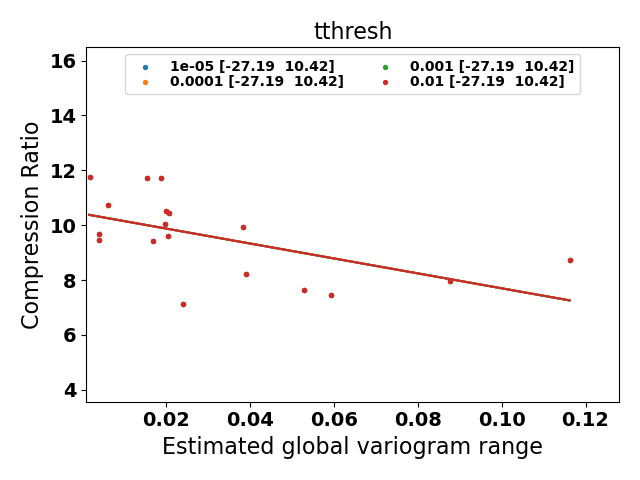 tthresh
1e-05 [-27.19  10.42]
0.0001 [-27.19  10.42]
0.001 [-27.19  10.42]
0.01 [-27.19  10.42]
Compression Ratio
16
14
12
10
8
6
4
0.02 0.04 0.06 0.08 0.10 0.12
Estimated global variogram range